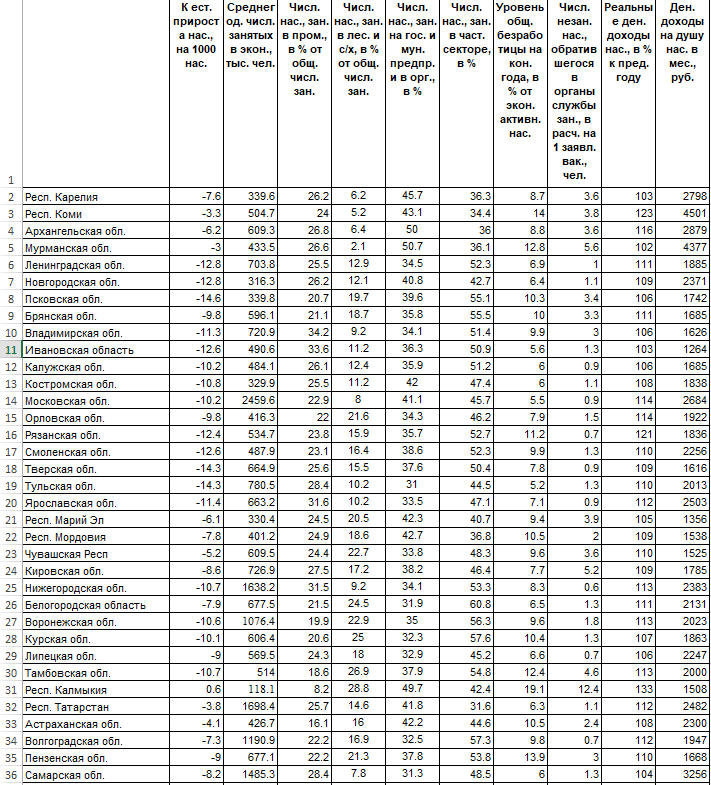 К ест. прирост а нас., на 1000 нас. | Среднег од. числ. занятых в экон., тыс. чел. | Числ. нас., зан. в пром., в % от общ. числ. зан. | Числ. нас., зан. в лес. и с/х, в % от общ. числ. зан. | Числ. нас., зан. на гос. и мун. предпр. и в орг., в % | Числ. нас., зан. в част. секторе, в % | Уровень общ. безрабо тицы на кон. года, в % от экон. активн. нас. | Числ. незан. нас., обратив шегося в органы службы зан., в расч. на 1 заявл. вак., чел. | Реальны е ден. доходы нас., в % к пред. году | Ден. доходы на душу нас. в мес., руб.
1
2 Респ. Карелия -7.6 339.6 26.2 6.2 45.7 36.3 8.7 3.6 103 2798
3 Респ. Коми -3.3 504.7 24 5.2 43.1 34.4 14 3.8 123 4501
4 Архангельская обл. -6.2 609.3 26.8 6.4 50 36 8.8 3.6 116 2879
5 Мурманская обл. -3 433.5 26.6 2.1 50.7 36.1 12.8 5.6 102 4377
6 Ленинградская обл. -12.8 703.8 25.5 12.9 34.5 52.3 6.9 1 111 1885
7 Новгородская обл. -12.8 316.3 26.2 12.1 40.8 42.7 6.4 1.1 109 2371
8 Псковская обл. -14.6 339.8 20.7 19.7 39.6 55.1 10.3 3.4 106 1742
9 Брянская обл. -9.8 596.1 21.1 18.7 35.8 55.5 10 3.3 111 1685
10 Владимирская обл. -11.3 720.9 34.2 9.2 34.1 51.4 9.9 3 106 1626
11 Ивановская область -12.6 490.6 33.6 11.2 36.3 50.9 5.6 1.3 103 1264
12 Калужская обл. -10.2 484.1 26.1 12.4 35.9 51.2 6 0.9 106 1685
13 Костромская обл. -10.8 329.9 25.5 11.2 42 47.4 6 1.1 108 1838
14 Московская обл. -10.2 2459.6 22.9 8 41.1 45.7 5.5 0.9 114 2684
15 Орловская обл. -9.8 416.3 22 21.6 34.3 46.2 7.9 1.5 114 1922
16 Рязанская обл. -12.4 534.7 23.8 15.9 35.7 52.7 11.2 0.7 121 1836
17 Смоленская обл. -12.6 487.9 23.1 16.4 38.6 52.3 9.9 1.3 110 2256
18 Тверская обл. -14.3 664.9 25.6 15.5 37.6 50.4 7.8 0.9 109 1616
19 Тульская обл. -14.3 780.5 28.4 10.2 31 44.5 5.2 1.3 110 2013
20 Ярославская обл. -11.4 663.2 31.6 10.2 33.5 47.1 7.1 0.9 112 2503
21 Респ. Марий Эл -6.1 330.4 24.5 20.5 42.3 40.7 9.4 3.9 105 1356
22 Респ. Мордовия -7.8 401.2 24.9 18.6 42.7 36.8 10.5 2 109 1538
23 Чувашская Респ -5.2 609.5 24.4 22.7 33.8 48.3 9.6 3.6 110 1525
24 Кировская обл. -8.6 726.9 27.5 17.2 38.2 46.4 7.7 5.2 109 1785
25 Нижегородская обл. -10.7 1638.2 31.5 9.2 34.1 53.3 8.3 0.6 113 2383
26 Белогородская область -7.9 677.5 21.5 24.5 31.9 60.8 6.5 1.3 111 2131
27 Воронежская обл. -10.6 1076.4 19.9 22.9 35 56.3 9.6 1.8 113 2023
28 Курская обл. -10.1 606.4 20.6 25 32.3 57.6 10.4 1.3 107 1863
29 Липецкая обл. -9 569.5 24.3 18 32.9 45.2 6.6 0.7 106 2247
30 Тамбовская обл. -10.7 514 18.6 26.9 37.9 54.8 12.4 4.6 113 2000
31 Респ. Калмыкия 0.6 118.1 8.2 28.8 49.7 42.4 19.1 12.4 133 1508
32 Респ. Татарстан -3.8 1698.4 25.7 14.6 41.8 31.6 6.3 1.1 112 2482
33 Астраханская обл. -4.1 426.7 16.1 16 42.2 44.6 10.5 2.4 108 2300
34 Волгоградская обл. -7.3 1190.9 22.2 16.9 32.5 57.3 9.8 0.7 112 1947
35 Пензенская обл. -9 677.1 22.2 21.3 37.8 53.8 13.9 3 110 1668
36 Самарская обл. -8.2 1485.3 28.4 7.8 31.3 48.5 6 1.3 104 3256